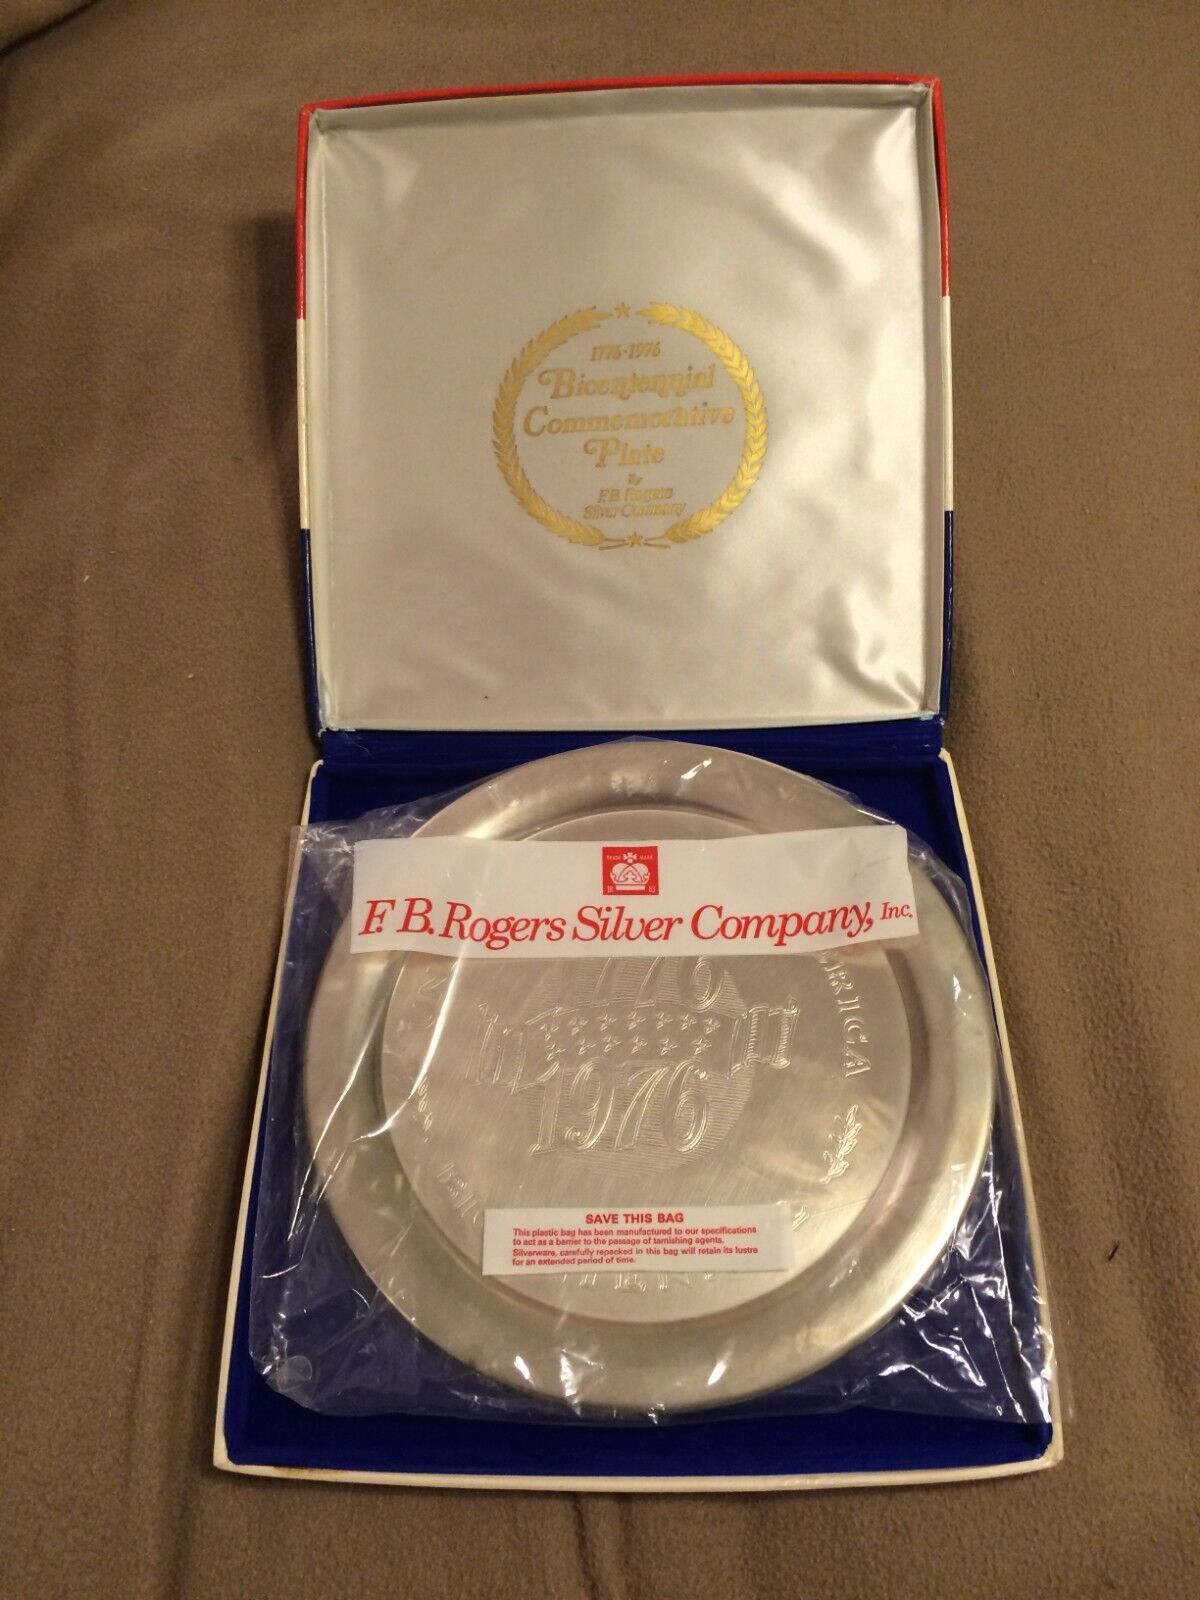 1776-1976
Bicentennial
Commemorative
Plate
By
F.B. Rogers
Silver Company
TRADE MARK
18 83
F. B. Rogers Silver Company, Inc.
1776
1976
SAVE THIS BAG
This plastic bag has been manufactured to our specifications
to act as a barrier to the passage of tarnishing agents.
Silverware, carefully repacked in this bag will retain its lustre
for an extended period of time.